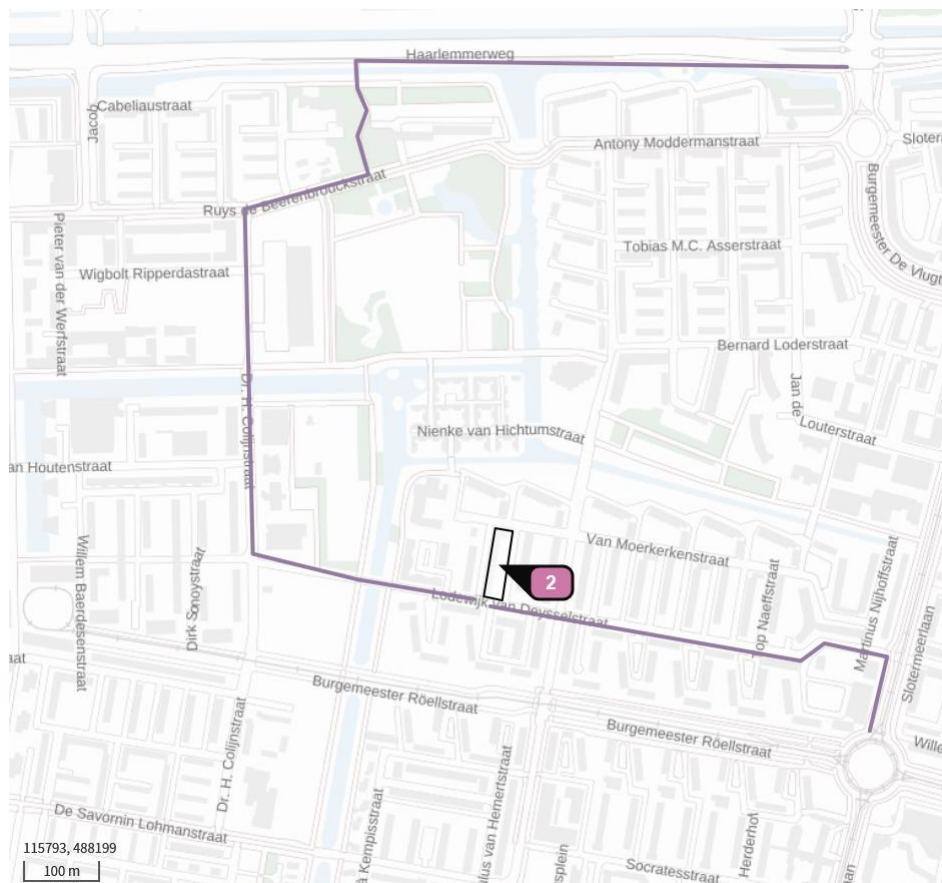 Haarlemmerweg
Cabeliaustraat
Jacob
Antony Moddermanstraat
Sloter
Ruys de Beerenbrouckstraat
Burgemeester De Vlugt
Pieter van der Werfstraat
Tobias M.C. Asserstraat
Wigbolt Ripperdastraat
Bernard Loderstraat
Dr. H. Colijnstraat
Jan de
Louterstraat
Nienke van Hichtumstraat
an Houtenstraat
Van Moerkerkenstraat
Willem Baerdesenstraat
Dirk Sonoystraat
2
Lodewijk van Deysselstraat
Top Naeffstraat
Martinus Nijhoffstraat
Slotermeerlaan
aat
Burgemeester Röellstraat
Burgemeester Röellstraat
Wille
Dr. H. Colijnstraat
De Savornin Lohmanstraat
à Kempisstraat
lus van Hemertstraat
splein
Herderhof
Socratesstraat
aan
115793, 488199
100 m